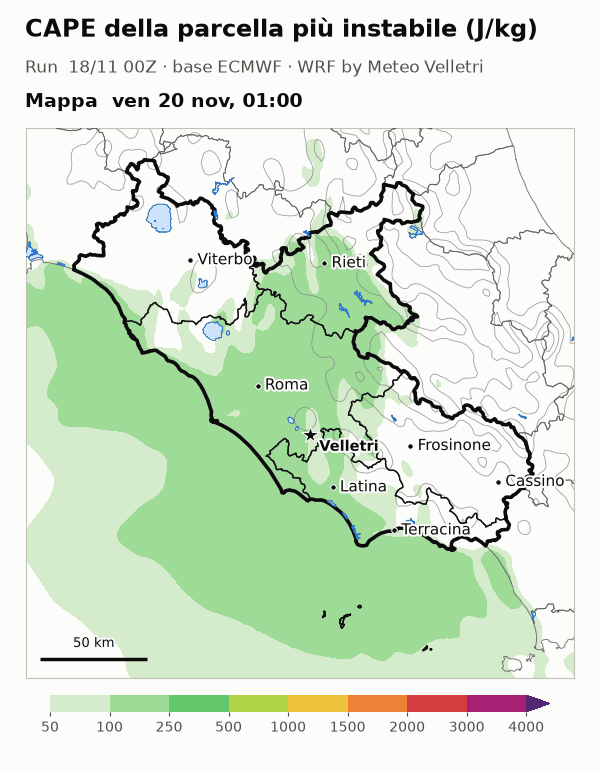 CAPE della parcella più instabile (J/kg)
Run  18/11 00Z · base ECMWF · WRF by Meteo Velletri
Mappa  ven 20 nov, 01:00
Viterbo
Rieti
Roma
Velletri
Frosinone
Latina
Cassino
Terracina
50 km
50 100 250 500 1000 1500 2000 3000 4000